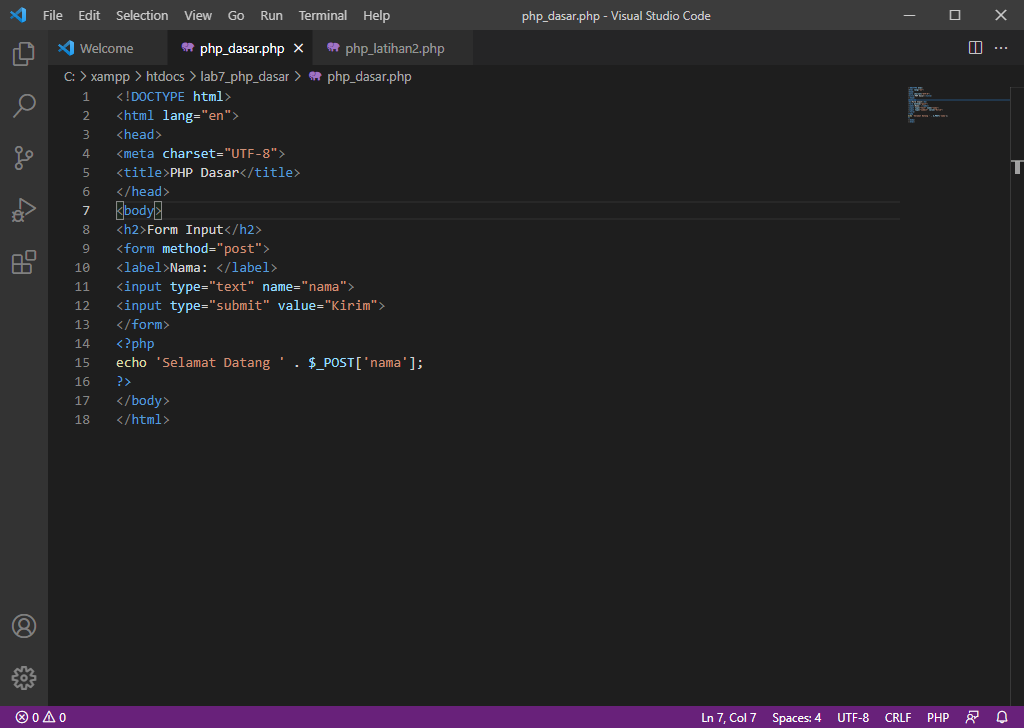 File Edit Selection View Go Run Terminal Help php_dasar.php - Visual Studio Code
Welcome php_dasar.php php_latihan2.php
C: > xampp > htdocs > lab7_php_dasar > php_dasar.php
1 <!DOCTYPE html>
2 <html lang="en">
3 <head>
4 <meta charset="UTF-8">
5 <title>PHP Dasar</title>
6 </head>
7 <body>
8 <h2>Form Input</h2>
9 <form method="post">
10 <label>Nama: </label>
11 <input type="text" name="nama">
12 <input type="submit" value="Kirim">
13 </form>
14 <?php
15 echo 'Selamat Datang ' . $_POST['nama'];
16 ?>
17 </body>
18 </html>
0 0 Ln 7, Col 7 Spaces: 4 UTF-8 CRLF PHP